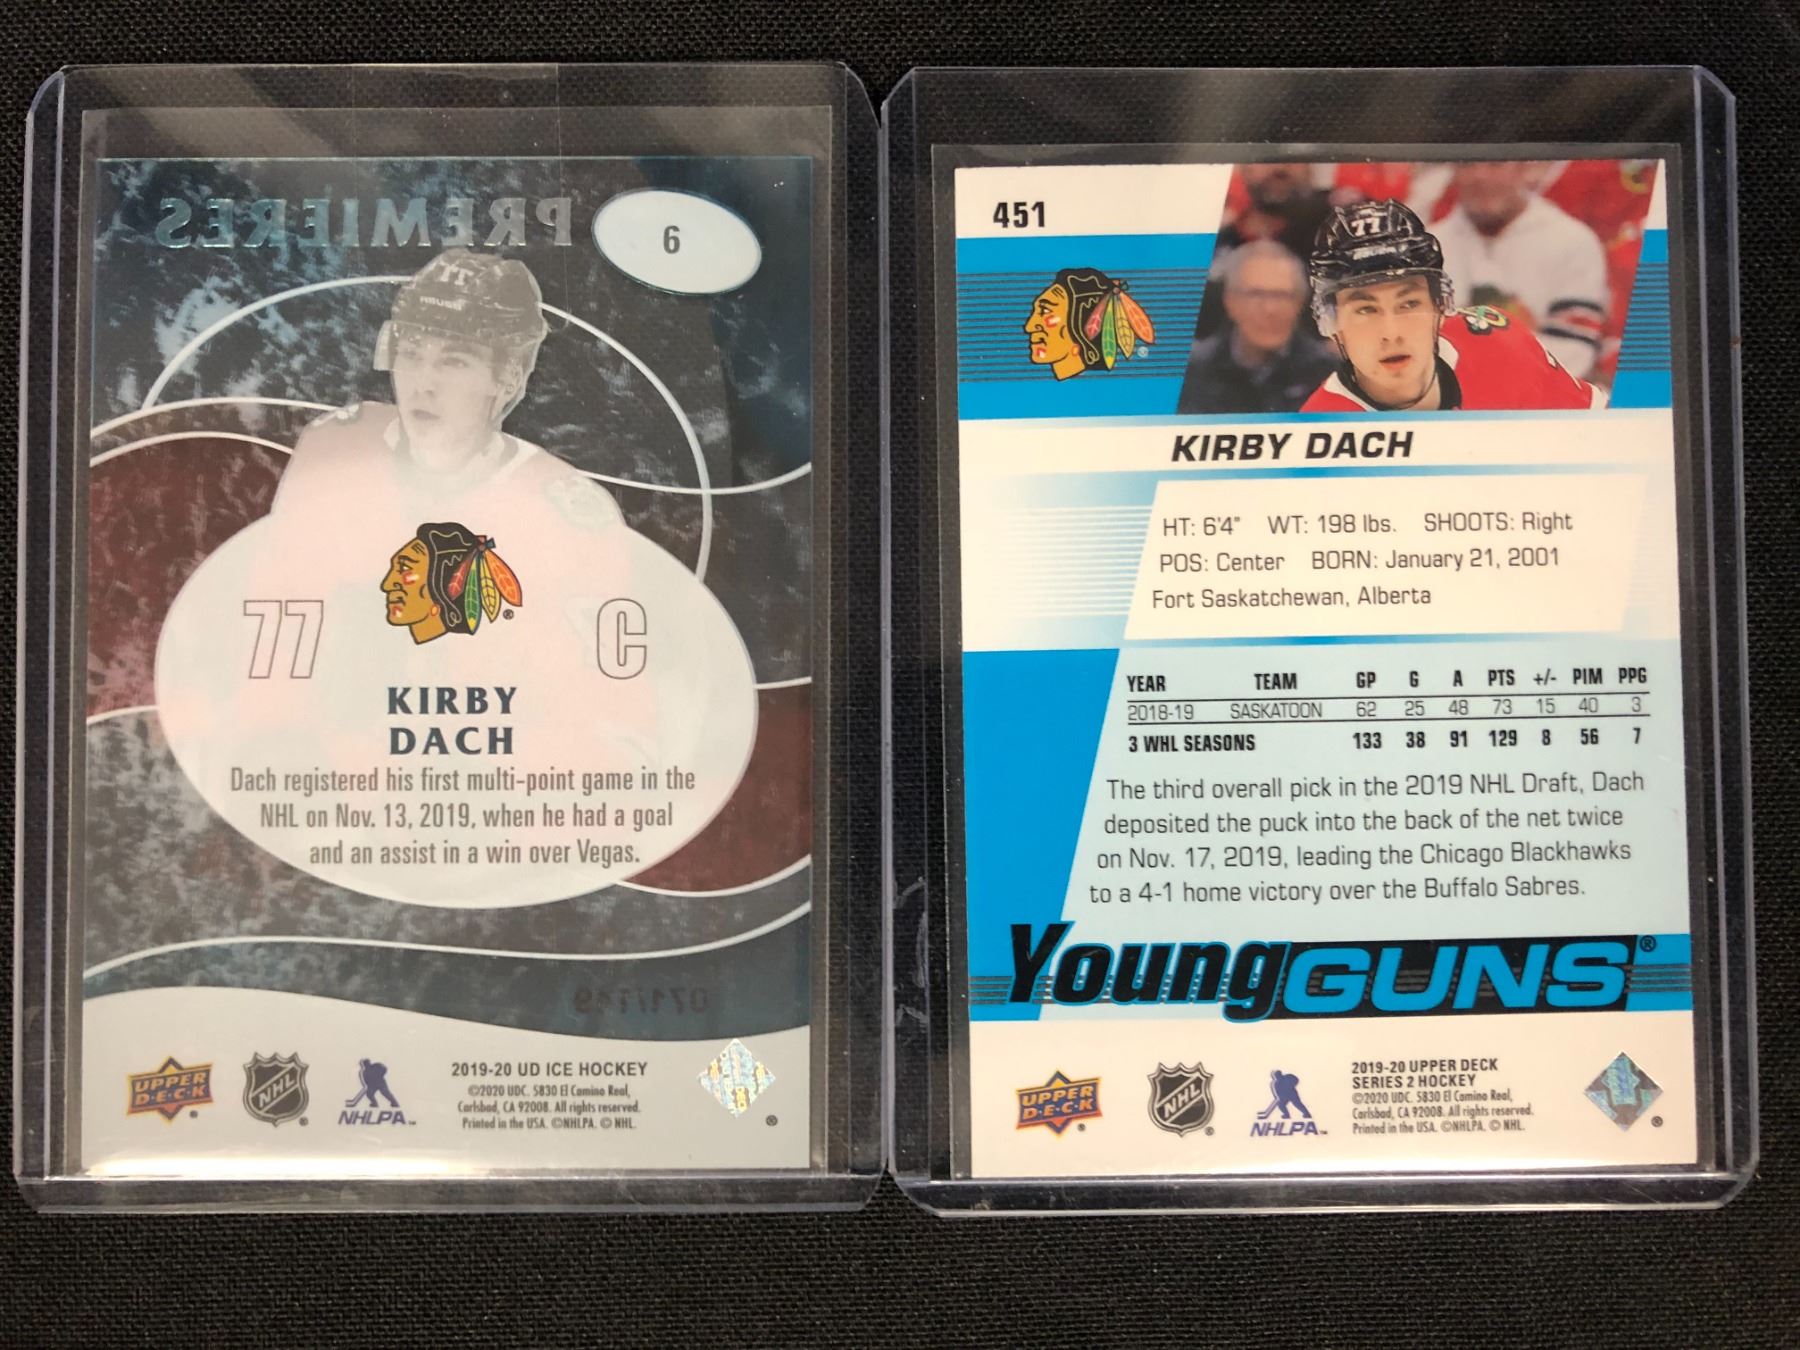 PREMIERES
6
77
BAUER
77
C
KIRBY
DACH
Dach registered his first multi-point game in the
NHL on Nov. 13, 2019, when he had a goal
and an assist in a win over Vegas.
071/149
UPPER
D·E·C·K
NHL
NHLPA
2019-20 UD ICE HOCKEY
©2020 UDC. 5830 El Camino Real,
Carlsbad, CA 92008. All rights reserved.
Printed in the USA. ©NHLPA. © NHL.
451
77
KIRBY DACH
HT: 6'4" WT: 198 lbs. SHOOTS: Right
POS: Center BORN: January 21, 2001
Fort Saskatchewan, Alberta
YEAR TEAM GP G A PTS +/- PIM PPG
2018-19 SASKATOON 62 25 48 73 15 40 3
3 WHL SEASONS 133 38 91 129 8 56 7
The third overall pick in the 2019 NHL Draft, Dach
deposited the puck into the back of the net twice
on Nov. 17, 2019, leading the Chicago Blackhawks
to a 4-1 home victory over the Buffalo Sabres.
Young GUNS®
UPPER
D·E·C·K
NHL
NHLPA
2019-20 UPPER DECK
SERIES 2 HOCKEY
©2020 UDC. 5830 El Camino Real,
Carlsbad, CA 92008. All rights reserved.
Printed in the USA. ©NHLPA. © NHL.